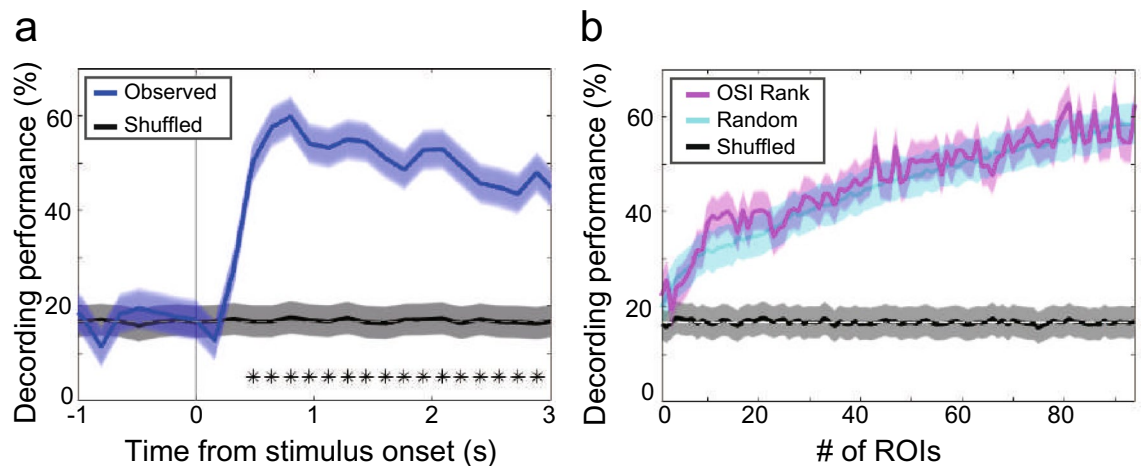 a
Decording performance (%)
60
40
20
0
Observed
Shuffled
-1
0
1
2
3
Time from stimulus onset (s)
b
Decording performance (%)
60
40
20
0
OSI Rank
Random
Shuffled
0
20
40
60
80
# of ROIs